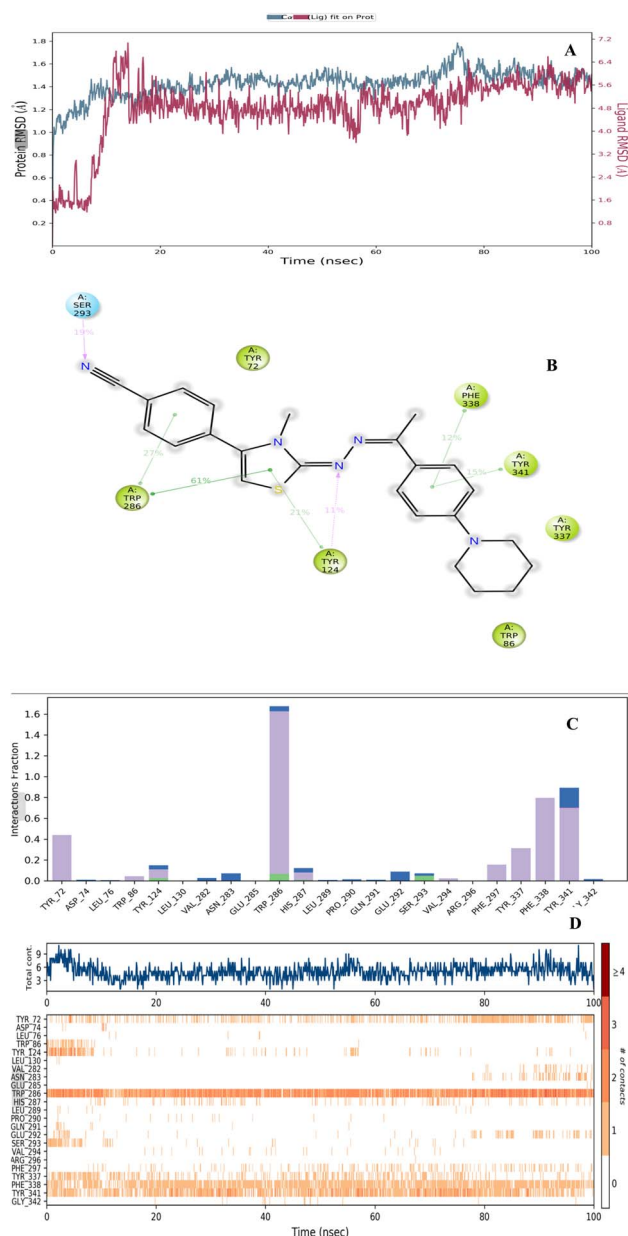 (Lig) fit on Prot
A
1.8
1.6
1.4
1.2
1.0
0.8
0.6
0.4
0.2
Protein RMSD (Å)
7.2
6.4
5.6
4.8
4.0
3.2
2.4
1.6
0.8
Ligand RMSD (Å)
0 20 40 60 80 100
Time (nsec)
B
A:
SER
293
19%
N
A:
TYR
72
A:
PHE
338
12%
27%
N N
15%
A:
TYR
341
61%
S
N
A:
TRP
286
21%
11%
A:
TYR
337
N
A:
TYR
124
A:
TRP
86
C
Interactions Fraction
1.6
1.4
1.2
1.0
0.8
0.6
0.4
0.2
0.0
TYR_72 ASP_74 LEU_76 TRP_86 TYR_124 LEU_130 VAL_282 ASN_283 GLU_285 TRP_286 HIS_287 LEU_289 PRO_290 GLN_291 GLU_292 SER_293 VAL_294 ARG_296 PHE_297 TYR_337 PHE_338 TYR_341 Y_342
D
Total cont.
9
6
3
0 20 40 60 80 100
TYR 72
ASP_74
LEU_76
TRP_86
TYR_124
LEU_130
VAL_282
ASN_283
GLU_285
TRP_286
HIS_287
LEU_289
PRO_290
GLN_291
GLU_292
SER_293
VAL_294
ARG_296
PHE_297
TYR_337
PHE_338
TYR_341
GLY_342
0 20 40 60 80 100
Time (nsec)
≥4
3
2
1
0
# of contacts